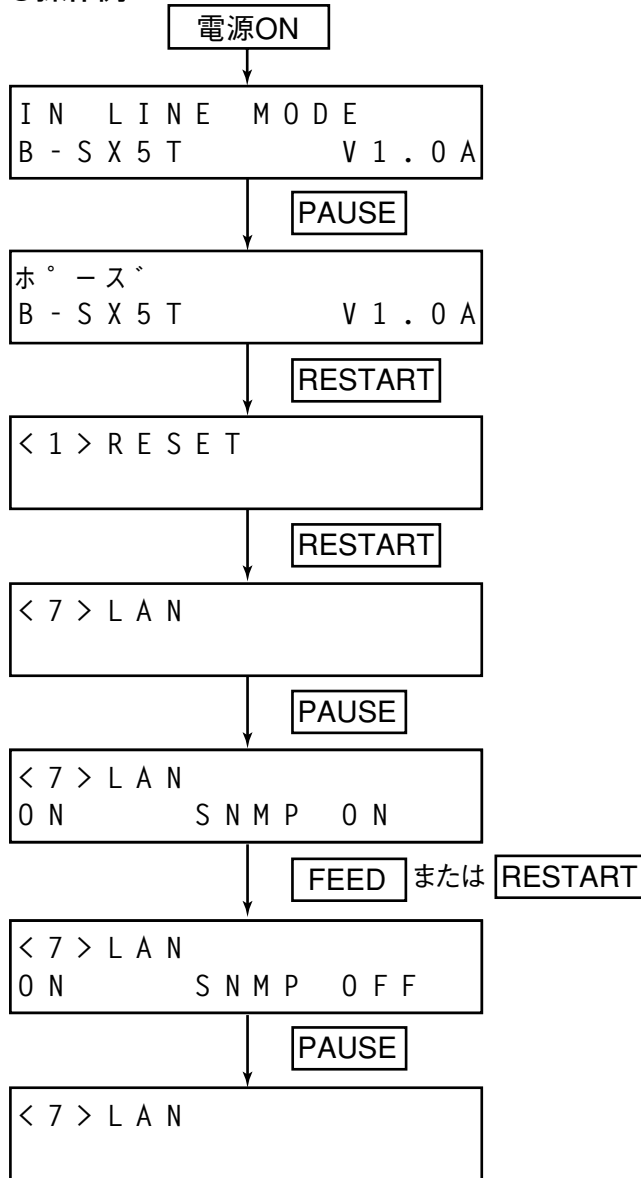 電源ON
IN LINE MODE
B-SX5T V1.0A
PAUSE
ポーズ
B-SX5T V1.0A
RESTART
<1>RESET
RESTART
<7>LAN
PAUSE
<7>LAN
ON SNMP ON
FEED または RESTART
<7>LAN
ON SNMP OFF
PAUSE
<7>LAN